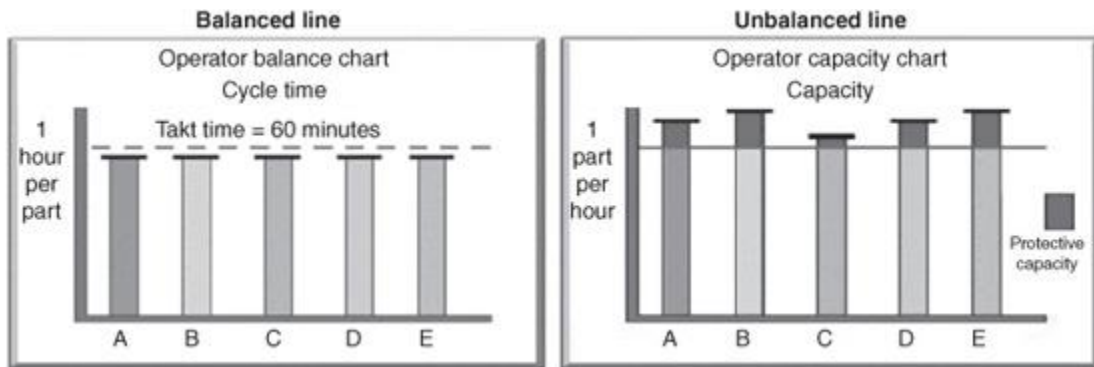 Balanced line
Operator balance chart
Cycle time
Takt time = 60 minutes
1
hour
per
part
A B C D E
Unbalanced line
Operator capacity chart
Capacity
1
part
per
hour
Protective
capacity
A B C D E